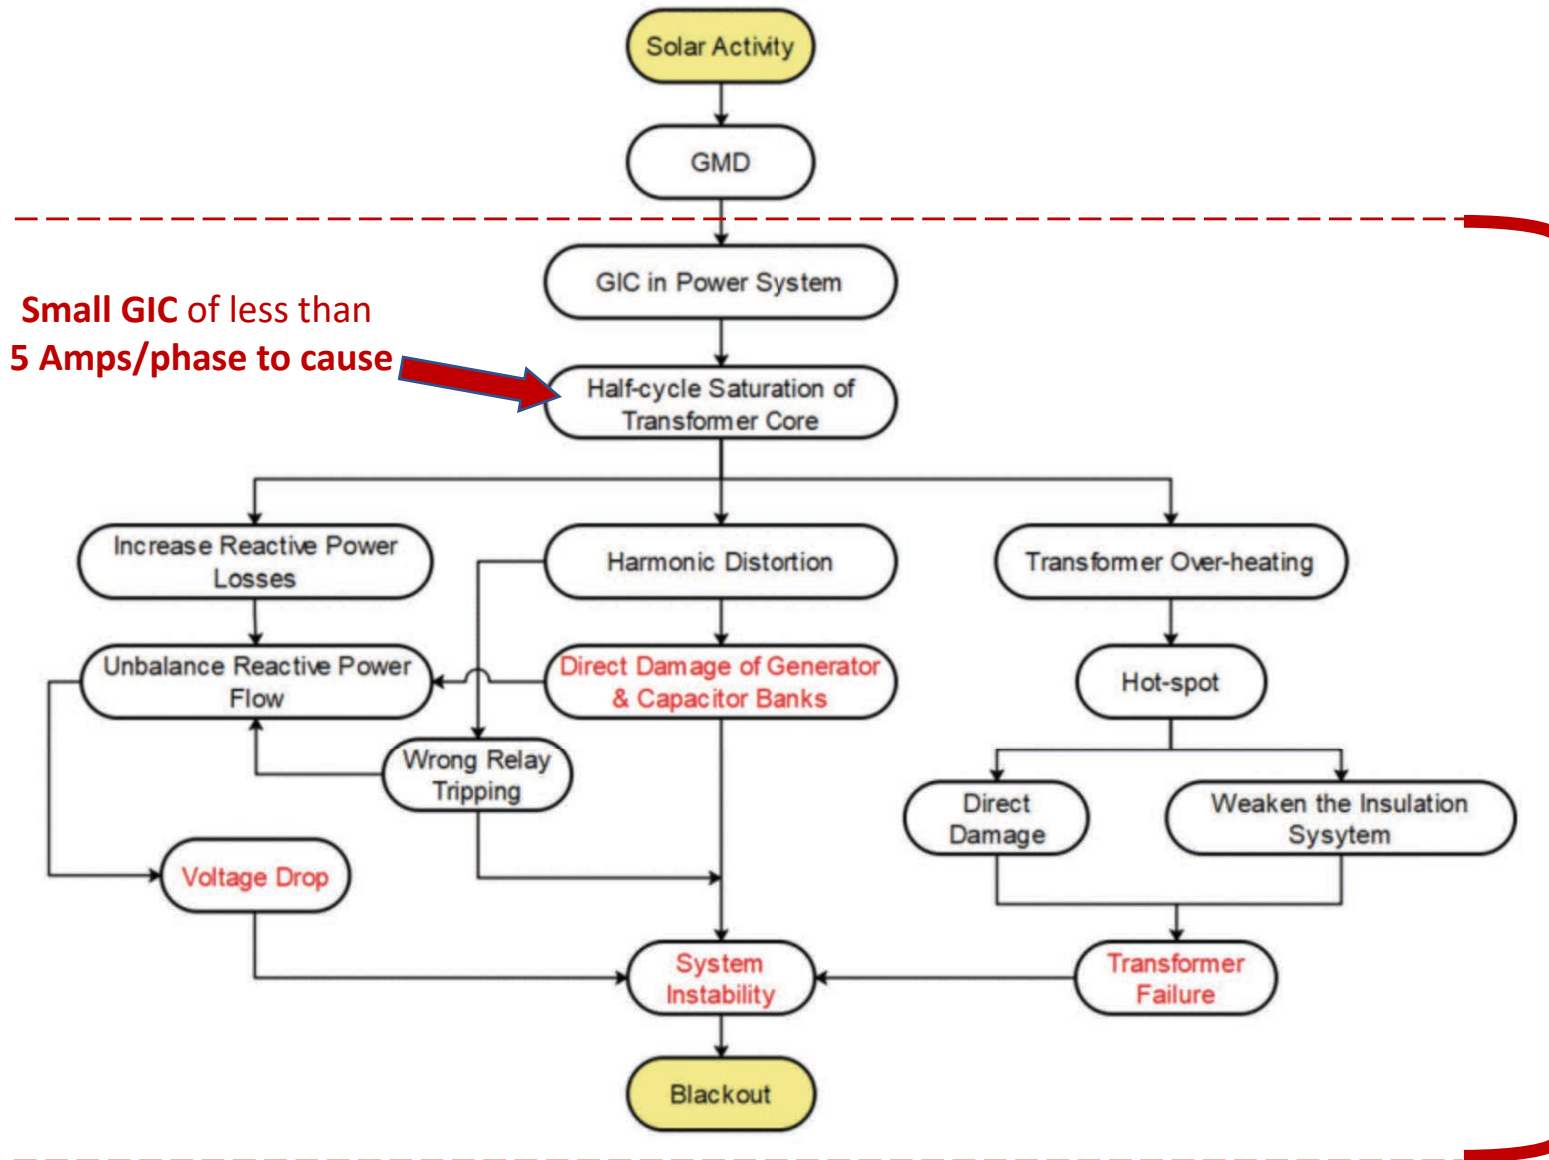 Solar Activity
GMD
GIC in Power System
Small GIC of less than
5 Amps/phase to cause
Half-cycle Saturation of
Transformer Core
Increase Reactive Power
Losses
Harmonic Distortion
Transformer Over-heating
Unbalance Reactive Power
Flow
Direct Damage of Generator
& Capacitor Banks
Hot-spot
Wrong Relay
Tripping
Direct
Damage
Weaken the Insulation
Sysytem
Voltage Drop
System
Instability
Transformer
Failure
Blackout